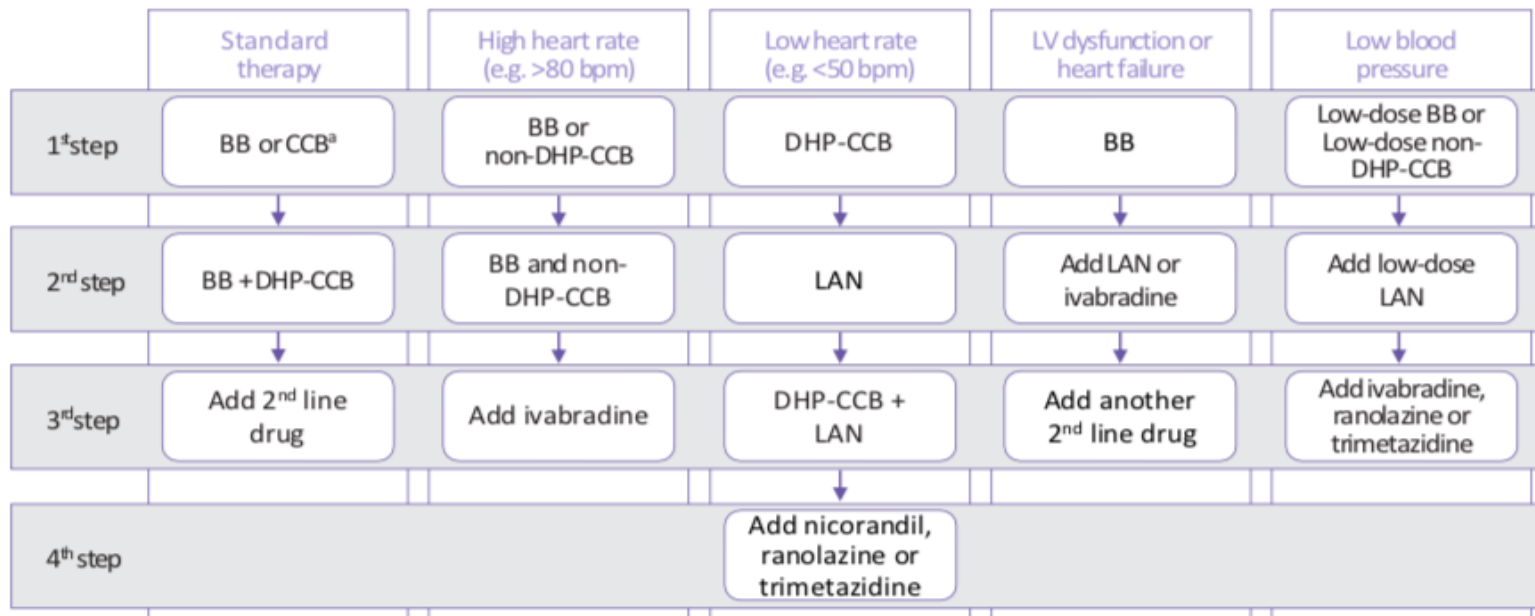 Standard
therapy
High heart rate
(e.g. >80 bpm)
Low heart rate
(e.g. <50 bpm)
LV dysfunction or
heart failure
Low blood
pressure
1st step
BB or CCBa
BB or
non-DHP-CCB
DHP-CCB
BB
Low-dose BB or
Low-dose non-
DHP-CCB
2nd step
BB +DHP-CCB
BB and non-
DHP-CCB
LAN
Add LAN or
ivabradine
Add low-dose
LAN
3rd step
Add 2nd line
drug
Add ivabradine
DHP-CCB +
LAN
Add another
2nd line drug
Add ivabradine,
ranolazine or
trimetazidine
4th step
Add nicorandil,
ranolazine or
trimetazidine